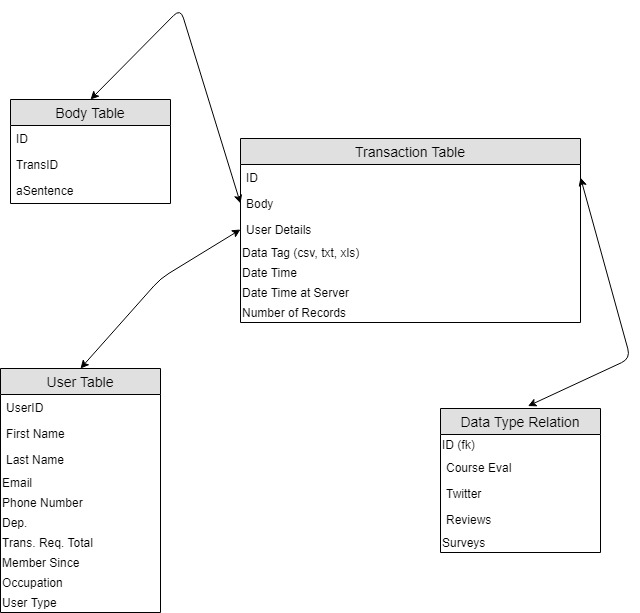 Body Table
ID
TransID
aSentence
Transaction Table
ID
Body
User Details
Data Tag (csv, txt, xls)
Date Time
Date Time at Server
Number of Records
User Table
UserID
First Name
Last Name
Email
Phone Number
Dep.
Trans. Req. Total
Member Since
Occupation
User Type
Data Type Relation
ID (fk)
Course Eval
Twitter
Reviews
Surveys